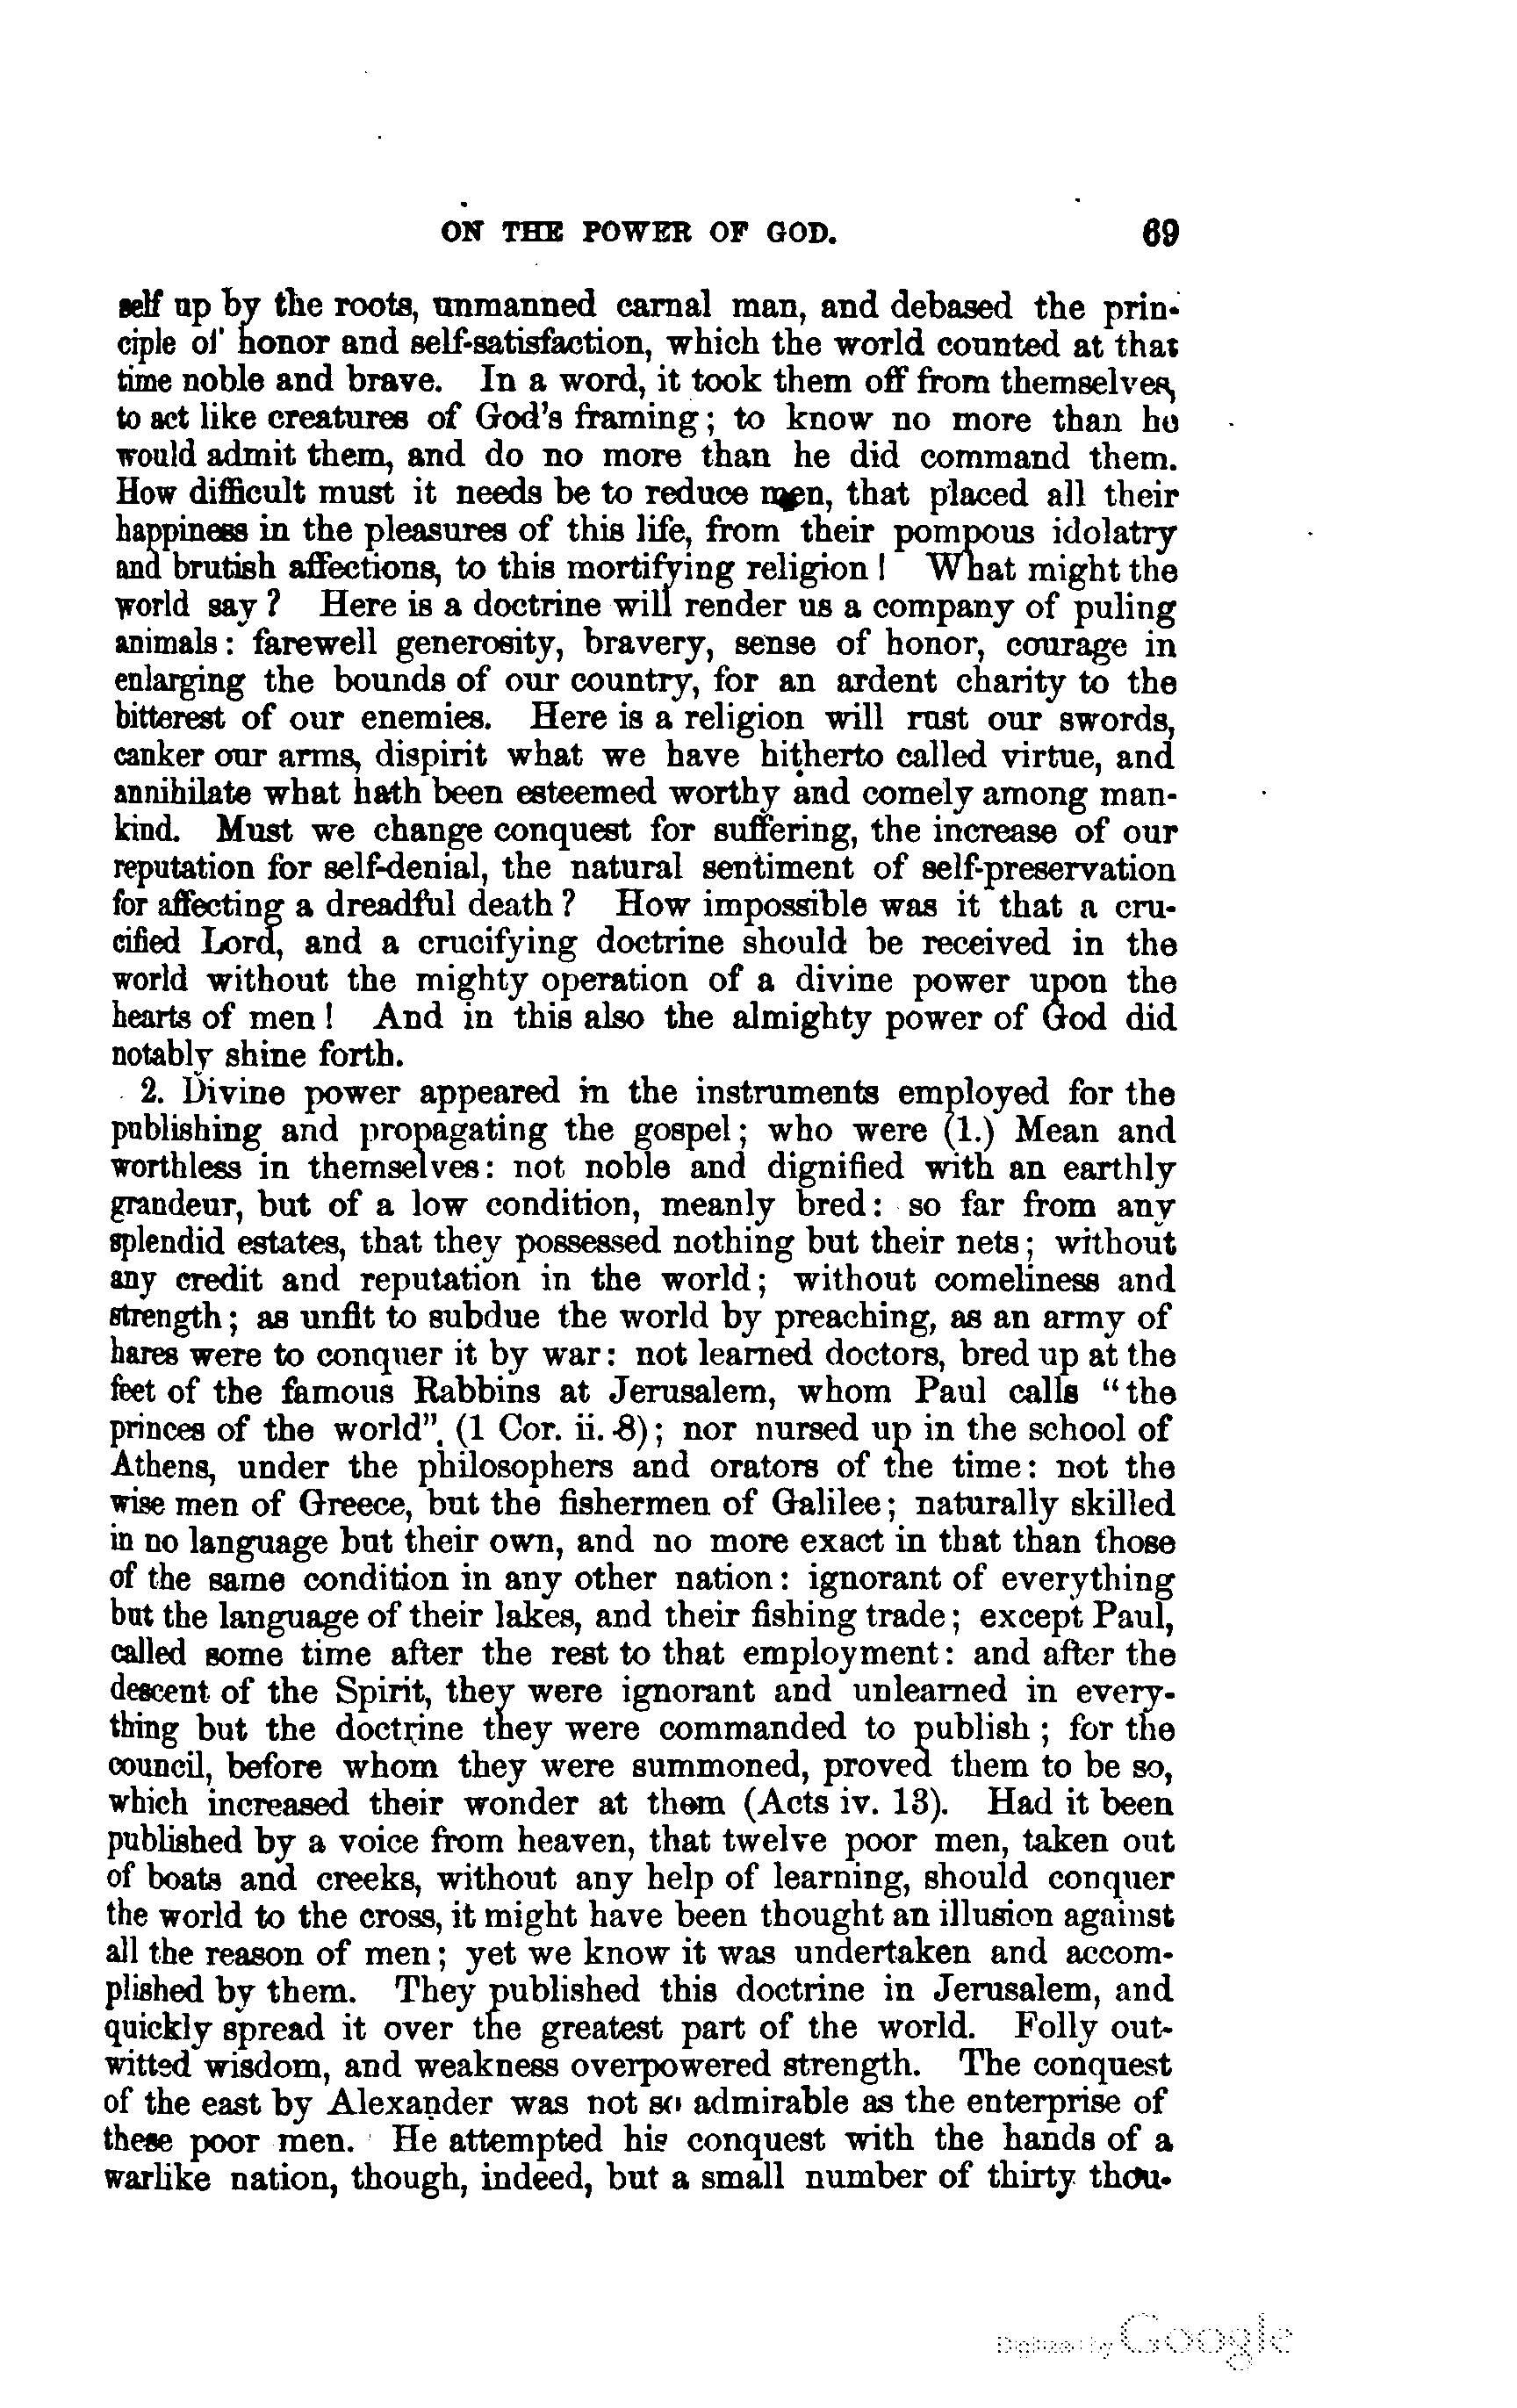 ON THE POWER OF GOD. 69
self up by the roots, unmanned carnal man, and debased the prin-
ciple of honor and self-satisfaction, which the world counted at that
time noble and brave. In a word, it took them off from themselves,
to act like creatures of God's framing; to know no more than he
would admit them, and do no more than he did command them.
How difficult must it needs be to reduce men, that placed all their
happiness in the pleasures of this life, from their pompous idolatry
and brutish affections, to this mortifying religion! What might the
world say? Here is a doctrine will render us a company of puling
animals: farewell generosity, bravery, sense of honor, courage in
enlarging the bounds of our country, for an ardent charity to the
bitterest of our enemies. Here is a religion will rust our swords,
canker our arms, dispirit what we have hitherto called virtue, and
annihilate what hath been esteemed worthy and comely among man-
kind. Must we change conquest for suffering, the increase of our
reputation for self-denial, the natural sentiment of self-preservation
for affecting a dreadful death? How impossible was it that a cru-
cified Lord, and a crucifying doctrine should be received in the
world without the mighty operation of a divine power upon the
hearts of men! And in this also the almighty power of God did
notably shine forth.
2. Divine power appeared in the instruments employed for the
publishing and propagating the gospel; who were (1.) Mean and
worthless in themselves: not noble and dignified with an earthly
grandeur, but of a low condition, meanly bred: so far from any
splendid estates, that they possessed nothing but their nets; without
any credit and reputation in the world; without comeliness and
strength; as unfit to subdue the world by preaching, as an army of
hares were to conquer it by war: not learned doctors, bred up at the
feet of the famous Rabbins at Jerusalem, whom Paul calls "the
princes of the world" (1 Cor. ii. 8); nor nursed up in the school of
Athens, under the philosophers and orators of the time: not the
wise men of Greece, but the fishermen of Galilee; naturally skilled
in no language but their own, and no more exact in that than those
of the same condition in any other nation: ignorant of everything
but the language of their lakes, and their fishing trade; except Paul,
called some time after the rest to that employment: and after the
descent of the Spirit, they were ignorant and unlearned in every-
thing but the doctrine they were commanded to publish; for the
council, before whom they were summoned, proved them to be so,
which increased their wonder at them (Acts iv. 13). Had it been
published by a voice from heaven, that twelve poor men, taken out
of boats and creeks, without any help of learning, should conquer
the world to the cross, it might have been thought an illusion against
all the reason of men; yet we know it was undertaken and accom-
plished by them. They published this doctrine in Jerusalem, and
quickly spread it over the greatest part of the world. Folly out-
witted wisdom, and weakness overpowered strength. The conquest
of the east by Alexander was not so admirable as the enterprise of
these poor men. He attempted his conquest with the hands of a
warlike nation, though, indeed, but a small number of thirty thou-
Digitized by Google